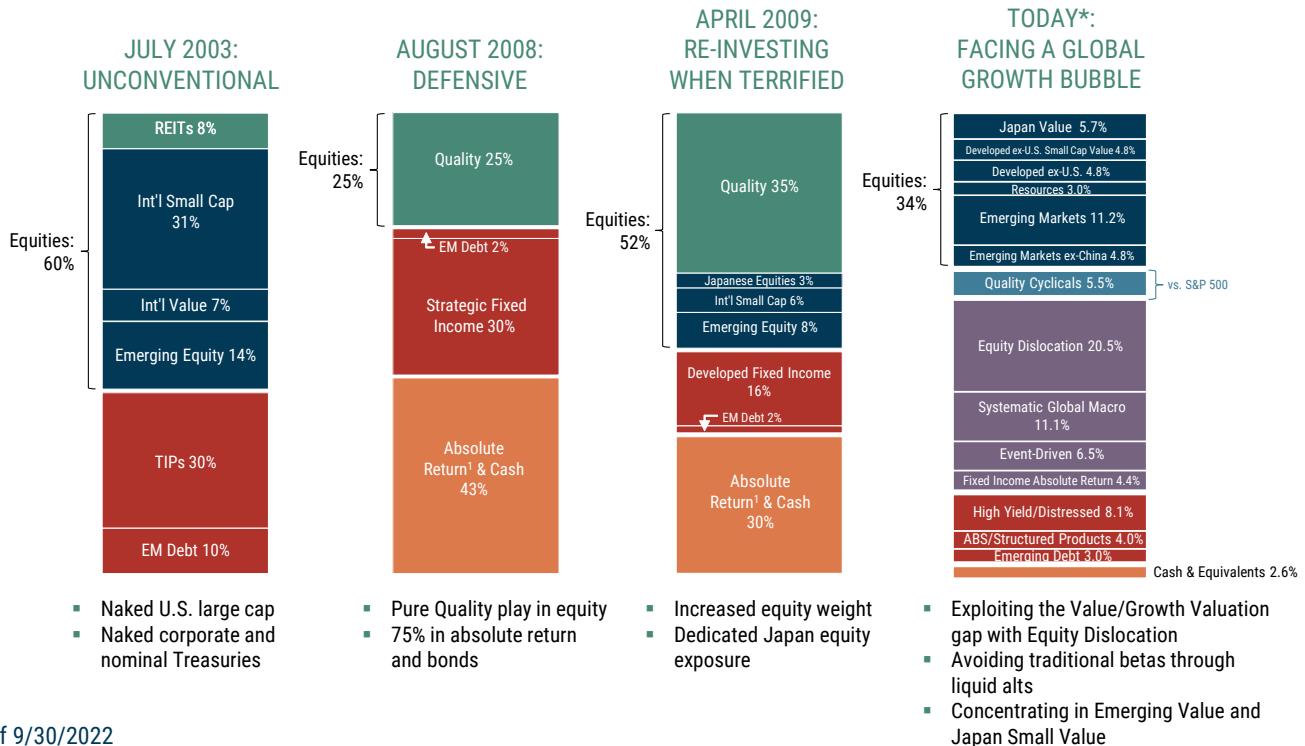 JULY 2003:
UNCONVENTIONAL
Equities:
60%
REITs 8%
Int'l Small Cap
31%
Int'l Value 7%
Emerging Equity 14%
TIPs 30%
EM Debt 10%
▪ Naked U.S. large cap
▪ Naked corporate and
nominal Treasuries
AUGUST 2008:
DEFENSIVE
Equities:
25%
Quality 25%
EM Debt 2%
Strategic Fixed
Income 30%
Absolute
Return¹ & Cash
43%
▪ Pure Quality play in equity
▪ 75% in absolute return
and bonds
APRIL 2009:
RE-INVESTING
WHEN TERRIFIED
Equities:
52%
Quality 35%
Japanese Equities 3%
Int'l Small Cap 6%
Emerging Equity 8%
Developed Fixed Income
16%
EM Debt 2%
Absolute
Return¹ & Cash
30%
▪ Increased equity weight
▪ Dedicated Japan equity
exposure
TODAY*:
FACING A GLOBAL
GROWTH BUBBLE
Equities:
34%
Japan Value 5.7%
Developed ex-U.S. Small Cap Value 4.8%
Developed ex-U.S. 4.8%
Resources 3.0%
Emerging Markets 11.2%
Emerging Markets ex-China 4.8%
Quality Cyclicals 5.5%
vs. S&P 500
Equity Dislocation 20.5%
Systematic Global Macro
11.1%
Event-Driven 6.5%
Fixed Income Absolute Return 4.4%
High Yield/Distressed 8.1%
ABS/Structured Products 4.0%
Emerging Debt 3.0%
Cash & Equivalents 2.6%
▪ Exploiting the Value/Growth Valuation
gap with Equity Dislocation
▪ Avoiding traditional betas through
liquid alts
▪ Concentrating in Emerging Value and
Japan Small Value
f 9/30/2022